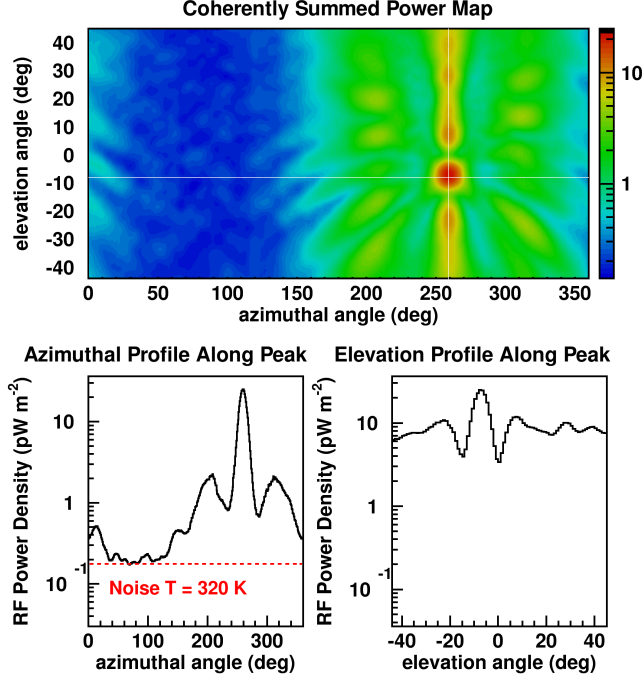 Coherently Summed Power Map
elevation angle (deg)
40
30
20
10
0
-10
-20
-30
-40
0 50 100 150 200 250 300 350
azimuthal angle (deg)
10
1
Azimuthal Profile Along Peak
RF Power Density (pW m-2)
10
1
10-1
Noise T = 320 K
0 100 200 300
azimuthal angle (deg)
Elevation Profile Along Peak
RF Power Density (pW m-2)
10
1
10-1
-40 -20 0 20 40
elevation angle (deg)